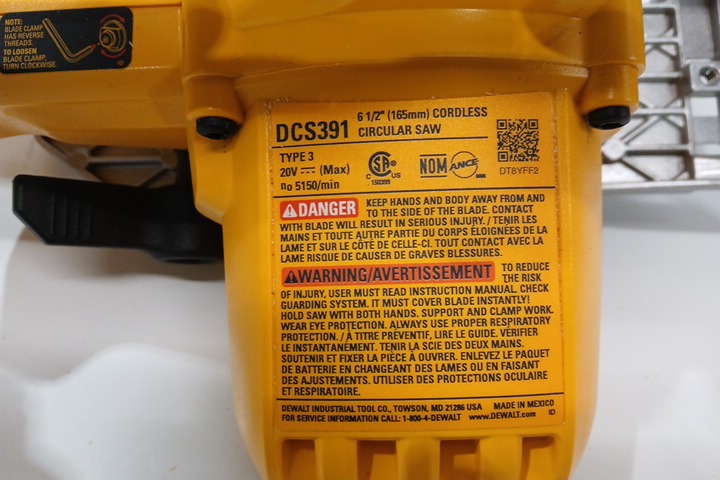 NOTE:
BLADE CLAMP
HAS REVERSE
THREADS.
TO LOOSEN
BLADE CLAMP,
TURN CLOCKWISE.
ID
DCS391 6 1/2" (165mm) CORDLESS
CIRCULAR SAW
TYPE 3
20V ⎓ (Max)
no 5150/min
CSA
C US
150399
NOM ANCE
DT8YFF2
DANGER KEEP HANDS AND BODY AWAY FROM AND
TO THE SIDE OF THE BLADE. CONTACT
WITH BLADE WILL RESULT IN SERIOUS INJURY. / TENIR LES
MAINS ET TOUTE AUTRE PARTIE DU CORPS ÉLOIGNÉES DE LA
LAME ET SUR LE CÔTÉ DE CELLE-CI. TOUT CONTACT AVEC LA
LAME RISQUE DE CAUSER DE GRAVES BLESSURES.
WARNING/AVERTISSEMENT TO REDUCE
THE RISK
OF INJURY, USER MUST READ INSTRUCTION MANUAL. CHECK
GUARDING SYSTEM. IT MUST COVER BLADE INSTANTLY!
HOLD SAW WITH BOTH HANDS. SUPPORT AND CLAMP WORK.
WEAR EYE PROTECTION. ALWAYS USE PROPER RESPIRATORY
PROTECTION. / À TITRE PRÉVENTIF, LIRE LE GUIDE. VÉRIFIER
LE INSTANTANÉMENT. TENIR LA SCIE DES DEUX MAINS.
SOUTENIR ET FIXER LA PIÈCE À OUVRER. ENLEVEZ LE PAQUET
DE BATTERIE EN CHANGEANT DES LAMES OU EN FAISANT
DES AJUSTEMENTS. UTILISER DES PROTECTIONS OCULAIRE
ET RESPIRATOIRE.
DEWALT INDUSTRIAL TOOL CO., TOWSON, MD 21286 USA MADE IN MEXICO
FOR SERVICE INFORMATION CALL: 1-800-4-DEWALT www.DEWALT.com ID